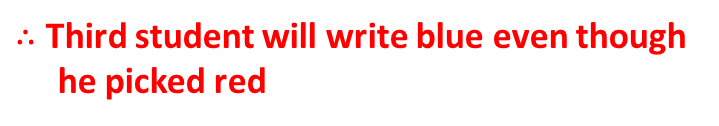 ∴ Third student will write blue even though
he picked red